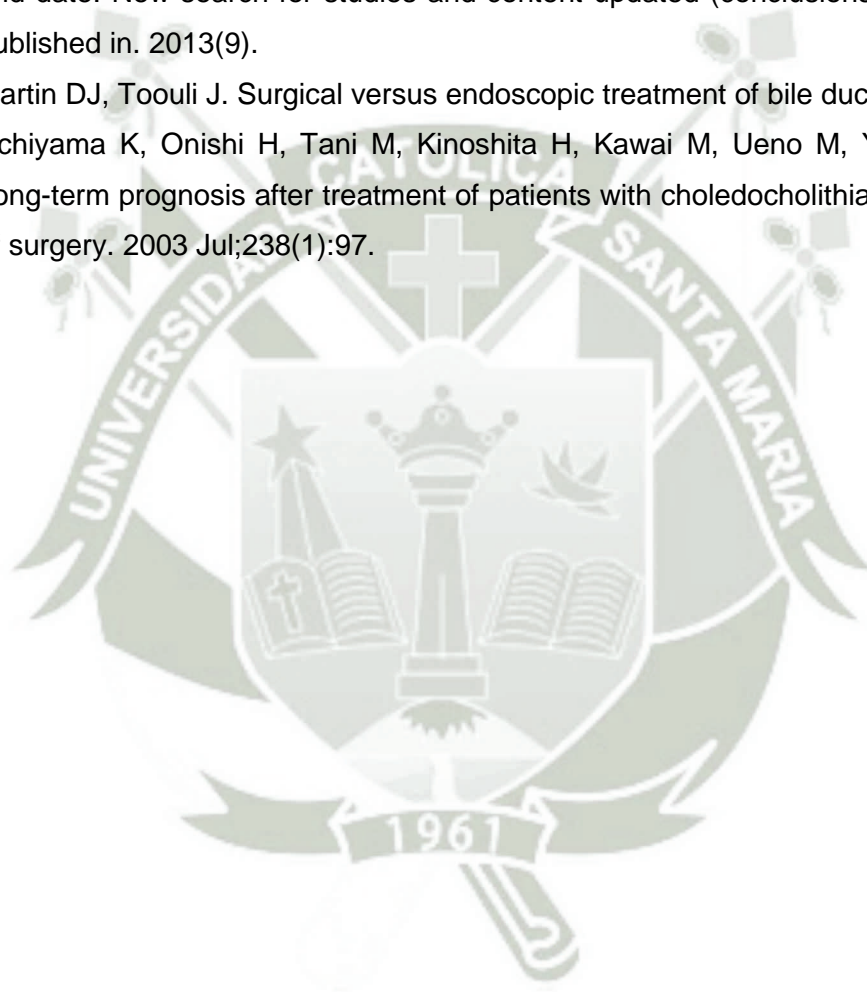 nd date: New search for studies and content updated (conclusions
ublished in. 2013(9).
artin DJ, Toouli J. Surgical versus endoscopic treatment of bile duc
chiyama K, Onishi H, Tani M, Kinoshita H, Kawai M, Ueno M, Y
ong-term prognosis after treatment of patients with choledocholithia
surgery. 2003 Jul;238(1):97.
UNIVERSIDAD CATOLICA SANTA MARIA
1961